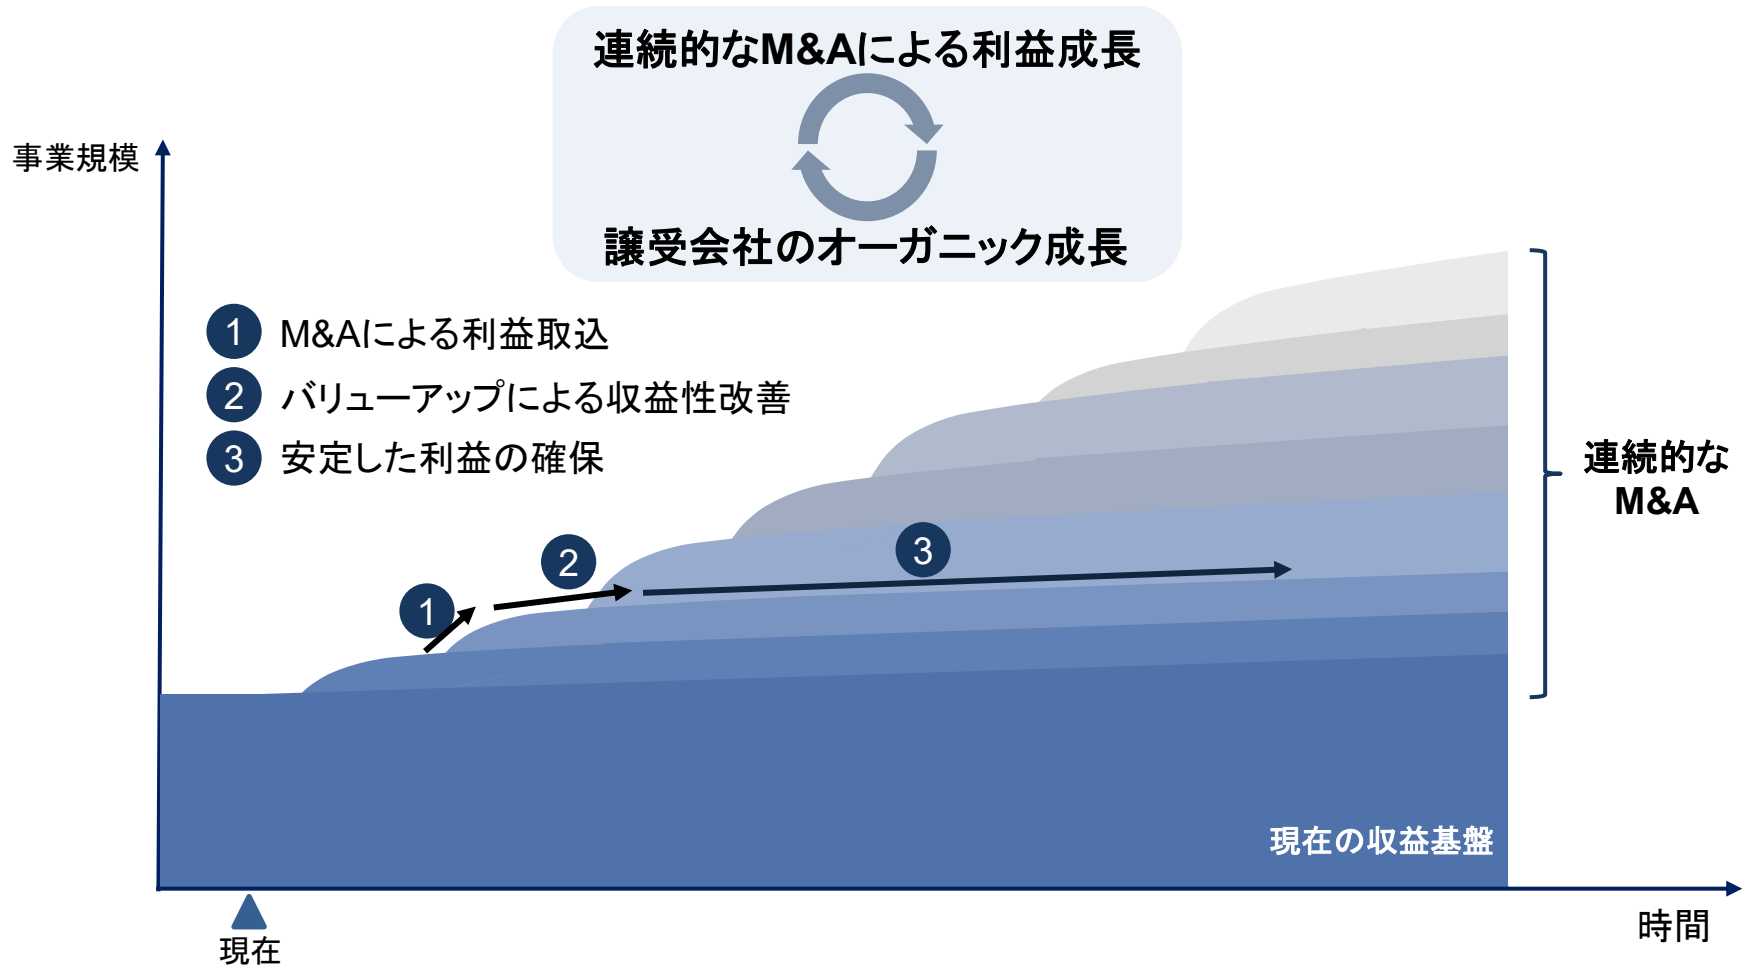 連続的なM&Aによる利益成長
譲受会社のオーガニック成長
事業規模
1 M&Aによる利益取込
2 バリューアップによる収益性改善
3 安定した利益の確保
1
2
3
連続的な
M&A
現在の収益基盤
現在
時間